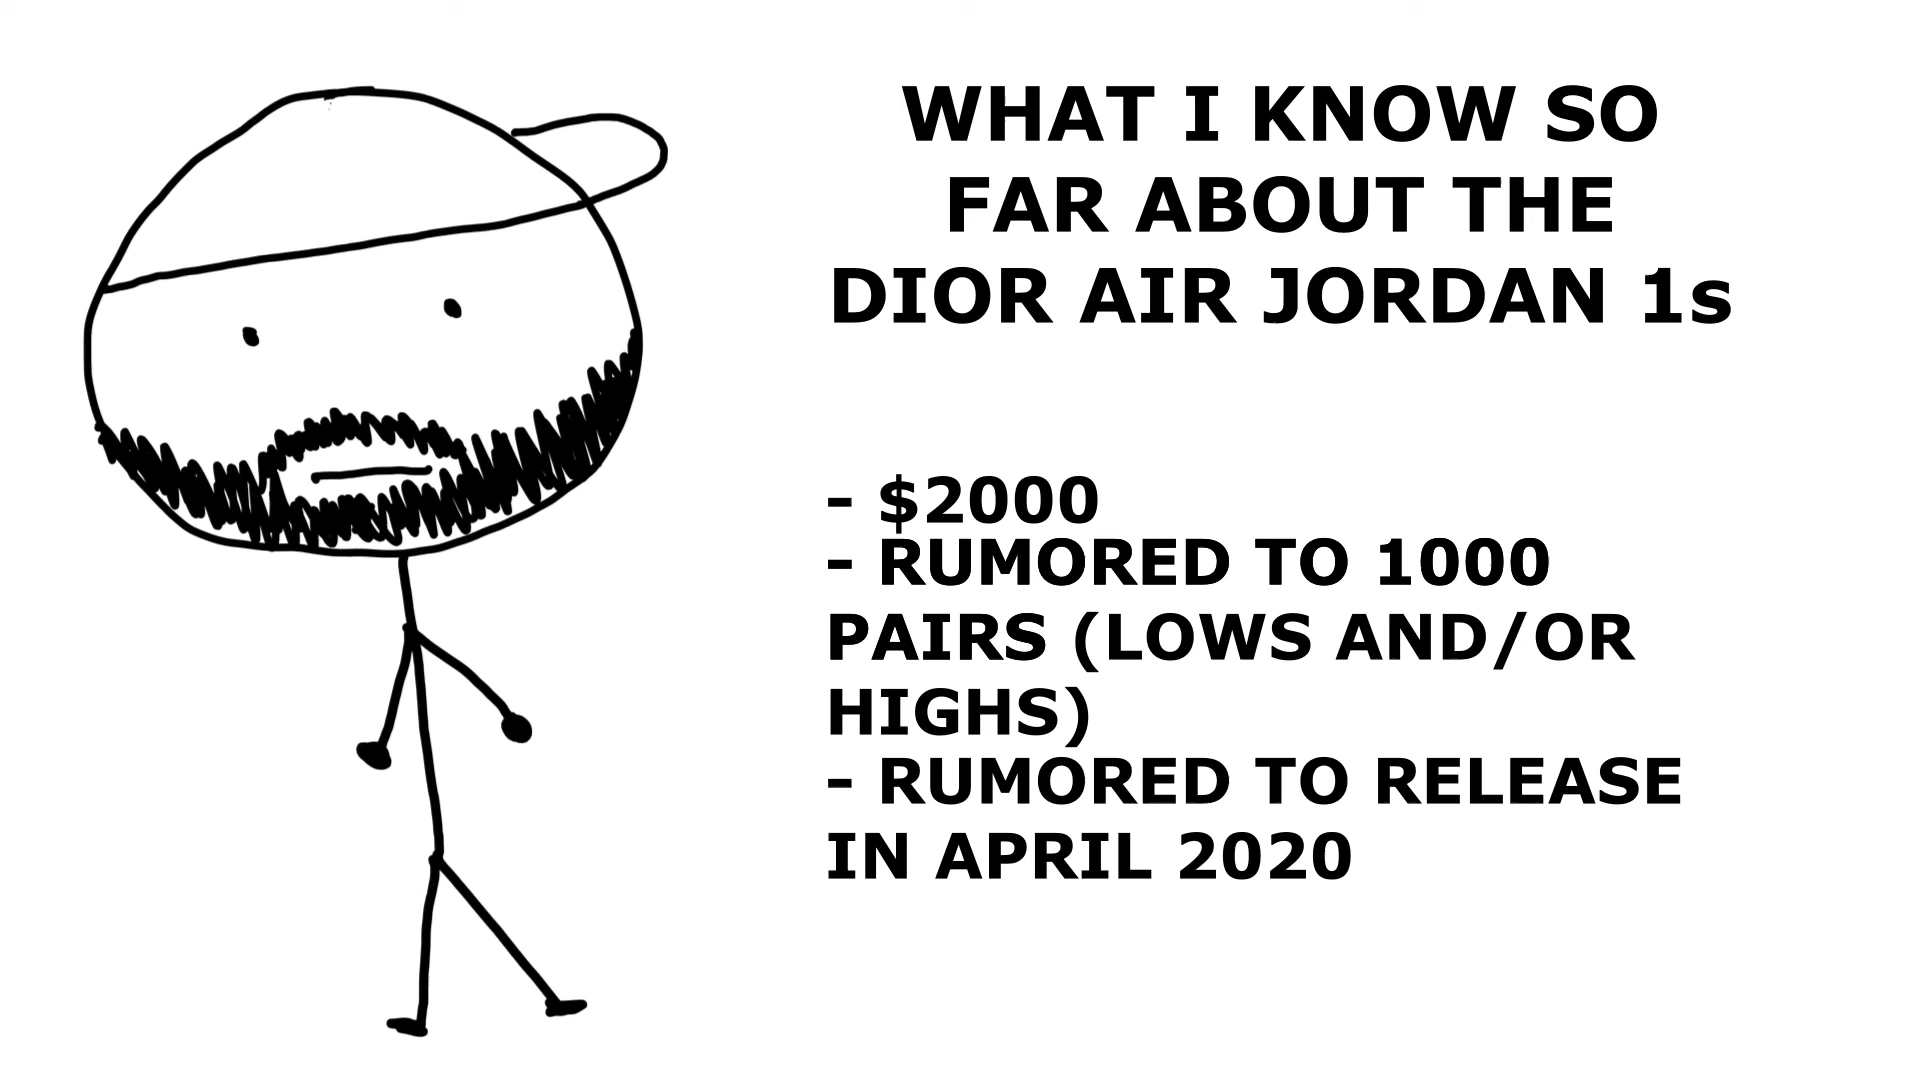 WHAT I KNOW SO
FAR ABOUT THE
DIOR AIR JORDAN 1s
- $2000
- RUMORED TO 1000
PAIRS (LOWS AND/OR
HIGHS)
- RUMORED TO RELEASE
IN APRIL 2020